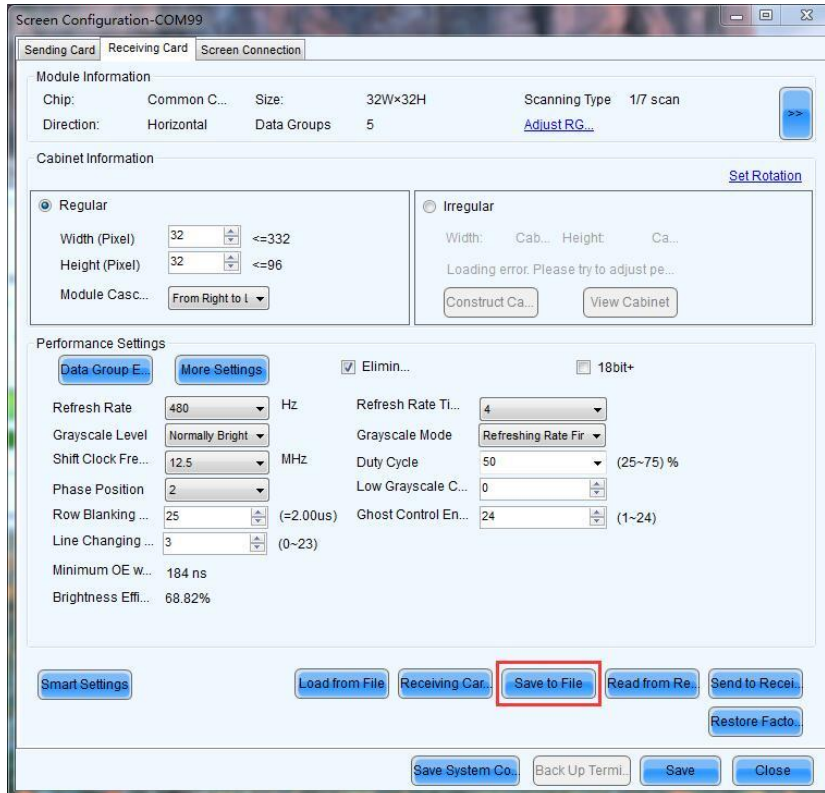 Screen Configuration-COM99
Sending Card Receiving Card Screen Connection
Module Information
Chip: Common C... Size: 32W×32H Scanning Type 1/7 scan
Direction: Horizontal Data Groups 5 Adjust RG...
>>
Cabinet Information
Set Rotation
Regular
Width (Pixel) 32 <=332
Height (Pixel) 32 <=96
Module Casc... From Right to L
Irregular
Width: Cab... Height: Ca...
Loading error. Please try to adjust pe...
Construct Ca... View Cabinet
Performance Settings
Data Group E... More Settings Elimin... 18bit+
Refresh Rate 480 Hz Refresh Rate Ti... 4
Grayscale Level Normally Bright Grayscale Mode Refreshing Rate Fir
Shift Clock Fre... 12.5 MHz Duty Cycle 50 (25~75) %
Phase Position 2 Low Grayscale C... 0
Row Blanking ... 25 (=2.00us) Ghost Control En... 24 (1~24)
Line Changing ... 3 (0~23)
Minimum OE w... 184 ns
Brightness Effi... 68.82%
Smart Settings Load from File Receiving Car... Save to File Read from Re... Send to Recei...
Restore Facto...
Save System Co... Back Up Termi... Save Close